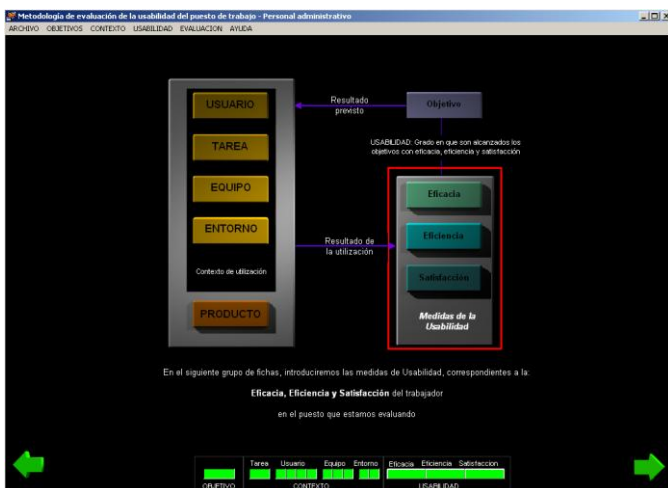 Metodología de evaluación de la usabilidad del puesto de trabajo - Personal administrativo
ARCHIVO OBJETIVOS CONTEXTO USABILIDAD EVALUACION AYUDA
USUARIO
TAREA
EQUIPO
ENTORNO
Contexto de utilización
PRODUCTO
Resultado
previsto
Objetivo
USABILIDAD: Grado en que son alcanzados los
objetivos con eficacia, eficiencia y satisfacción
Resultado de
la utilización
Eficacia
Eficiencia
Satisfacción
Medidas de la
Usabilidad
En el siguiente grupo de fichas, introduciremos las medidas de Usabilidad, correspondientes a la:
Eficacia, Eficiencia y Satisfacción del trabajador
en el puesto que estamos evaluando
Tarea Usuario Equipo Entorno Eficacia Eficiencia Satisfaccion
OBJETIVO CONTEXTO USABILIDAD